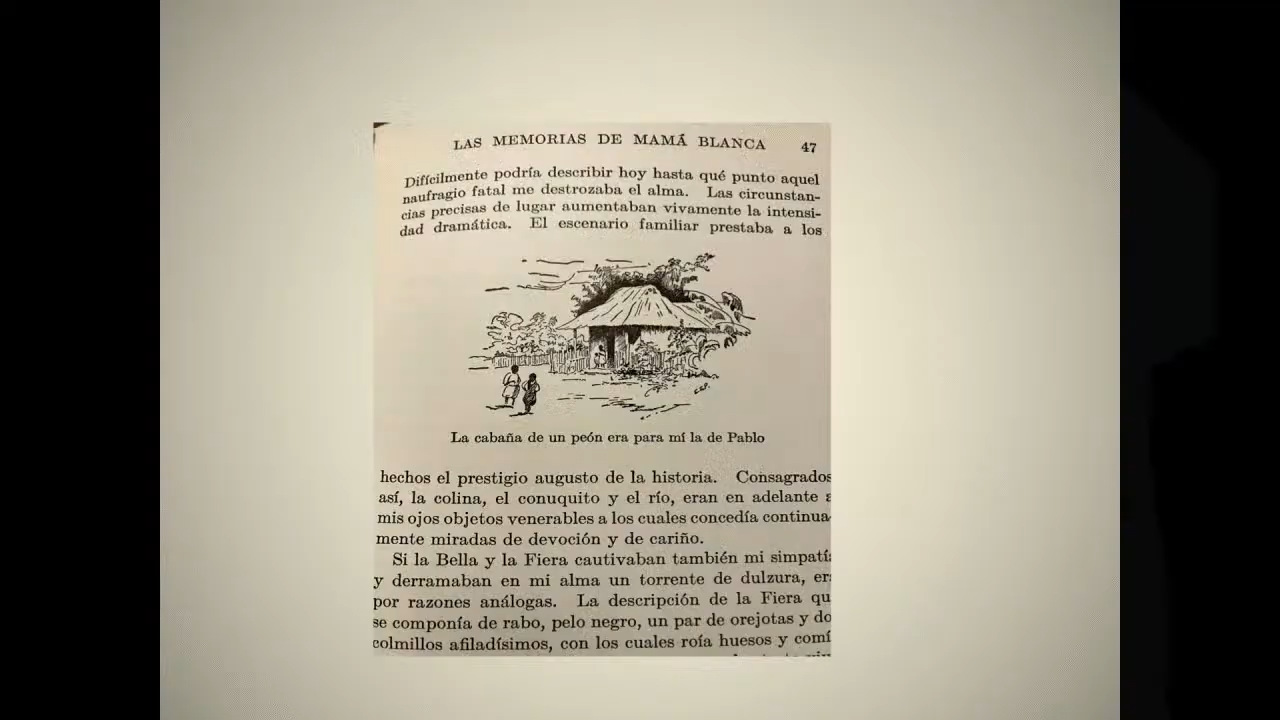 LAS MEMORIAS DE MAMÁ BLANCA 47
Difícilmente podría describir hoy hasta qué punto aquel
naufragio fatal me destrozaba el alma. Las circunstan-
cias precisas de lugar aumentaban vivamente la intensi-
dad dramática. El escenario familiar prestaba a los
La cabaña de un peón era para mí la de Pablo
hechos el prestigio augusto de la historia. Consagrados
así, la colina, el conuquito y el río, eran en adelante
mis ojos objetos venerables a los cuales concedía continua-
mente miradas de devoción y de cariño.
Si la Bella y la Fiera cautivaban también mi simpatí
y derramaban en mi alma un torrente de dulzura, er
por razones análogas. La descripción de la Fiera qu
se componía de rabo, pelo negro, un par de orejotas y do
colmillos afiladísimos, con los cuales roía huesos y comí